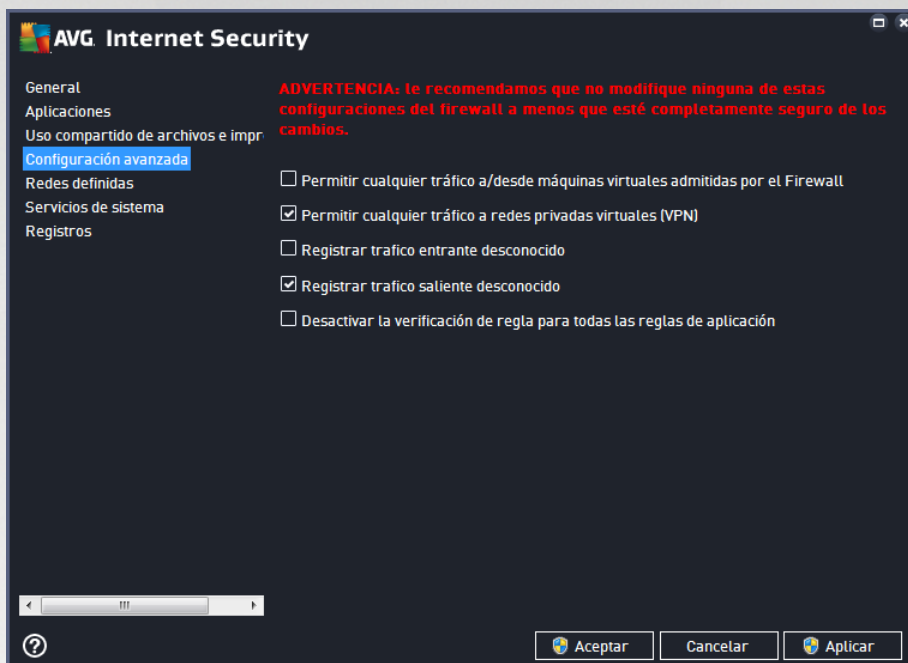 AVG. Internet Security
General
Aplicaciones
Uso compartido de archivos e impr
Configuración avanzada
Redes definidas
Servicios de sistema
Registros
ADVERTENCIA: le recomendamos que no modifique ninguna de estas
configuraciones del firewall a menos que esté completamente seguro de los
cambios.
Permitir cualquier tráfico a/desde máquinas virtuales admitidas por el Firewall
Permitir cualquier tráfico a redes privadas virtuales (VPN)
Registrar trafico entrante desconocido
Registrar trafico saliente desconocido
Desactivar la verificación de regla para todas las reglas de aplicación
Aceptar
Cancelar
Aplicar